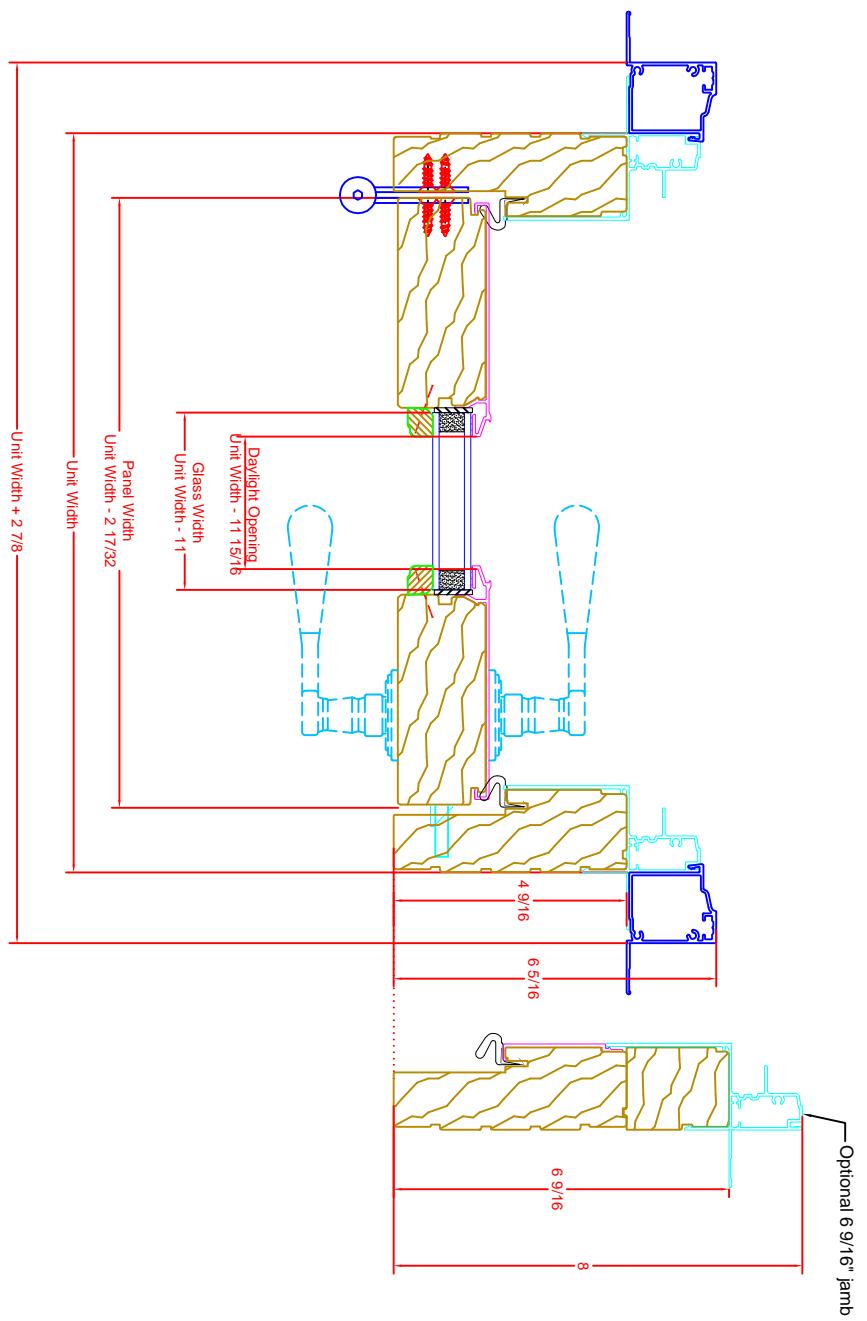 Optional 6 9/16" jamb
4 9/16
6 5/16
6 9/16
8
Daylight Opening
Unit Width - 11 15/16
Glass Width
Unit Width - 11
Panel Width
Unit Width - 2 17/32
Unit Width
Unit Width + 2 7/8